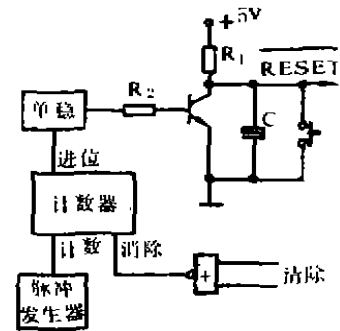 +5V
R₁
RESET
R₂
单稳
C
进位
计数器
计数 消除
+
清除
脉冲
发生器